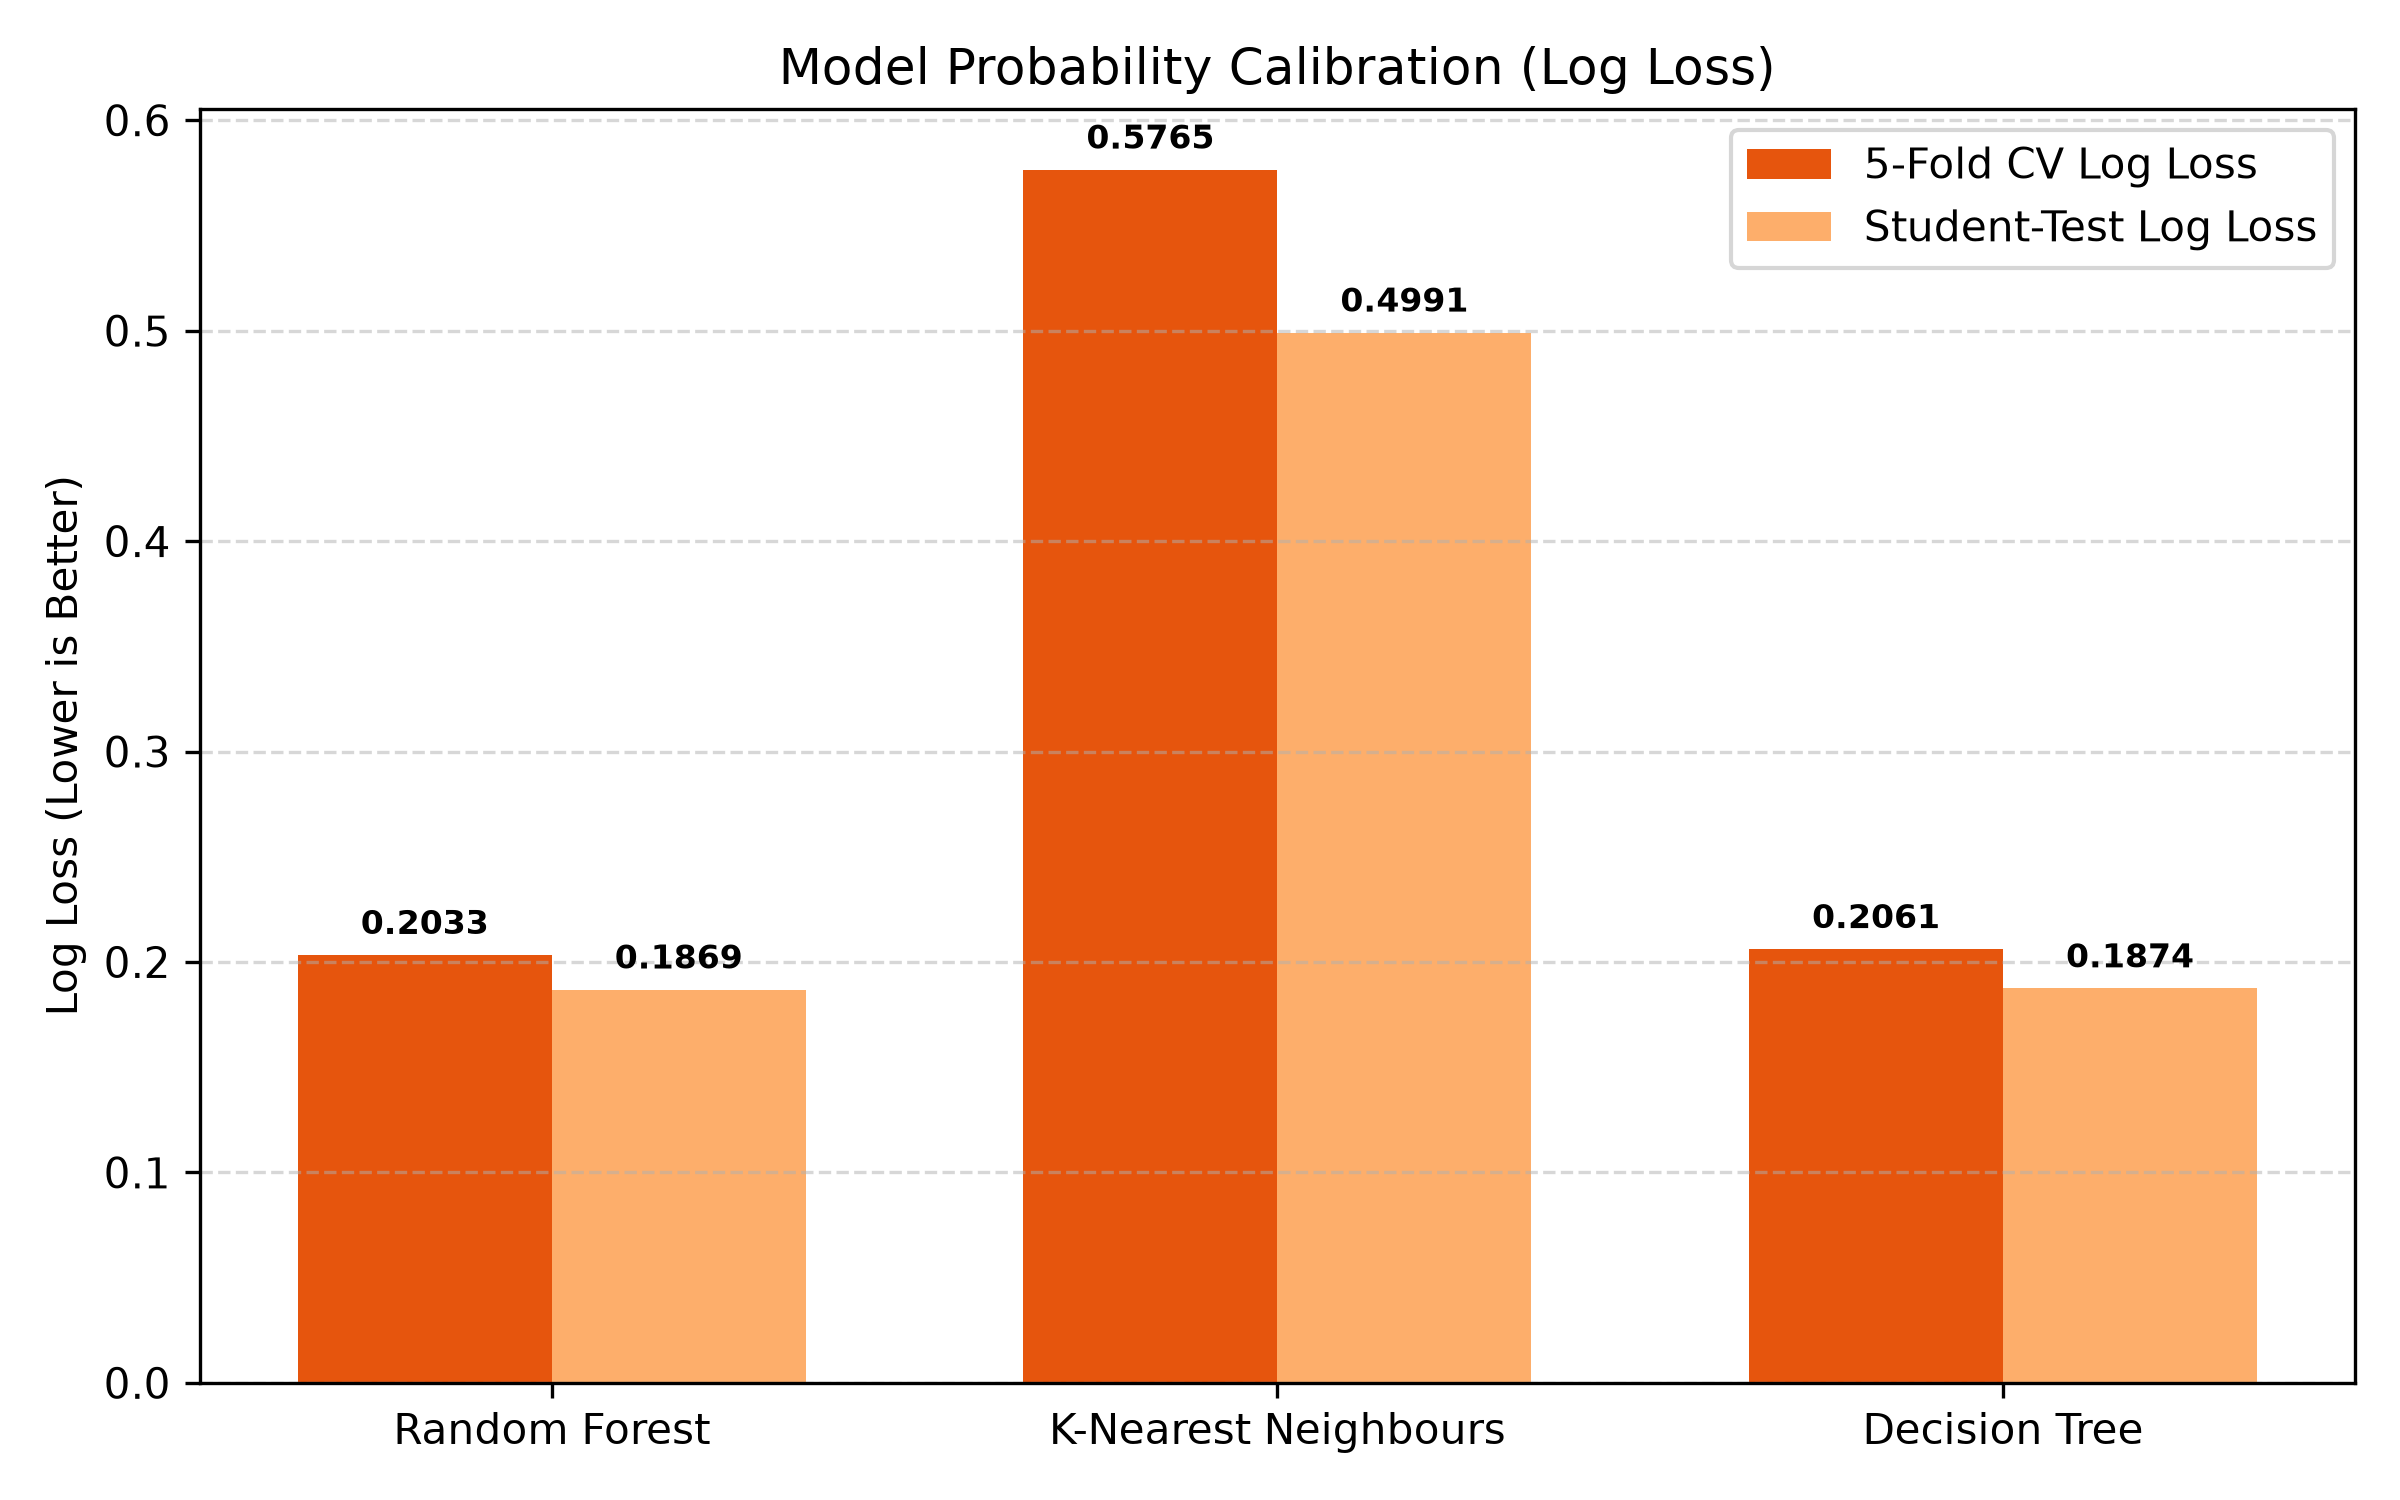 Model Probability Calibration (Log Loss)
Log Loss (Lower is Better)
0.6
0.5
0.4
0.3
0.2
0.1
0.0
5-Fold CV Log Loss
Student-Test Log Loss
0.2033
0.1869
0.5765
0.4991
0.2061
0.1874
Random Forest
K-Nearest Neighbours
Decision Tree